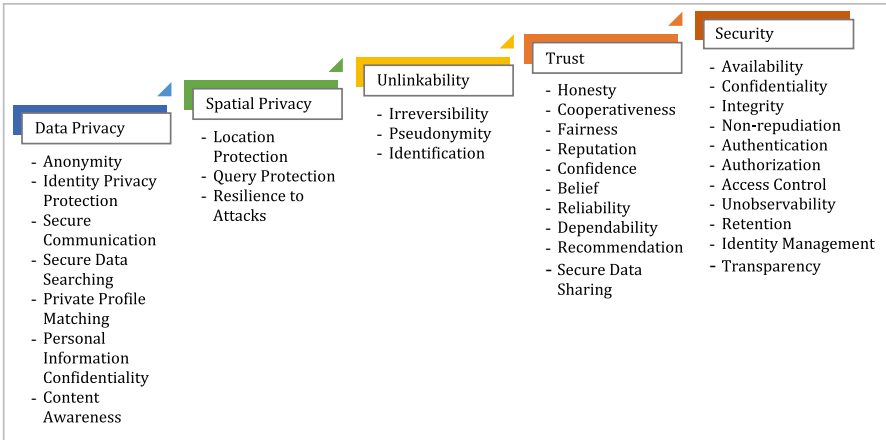 Data Privacy
- Anonymity
- Identity Privacy
Protection
- Secure
Communication
- Secure Data
Searching
- Private Profile
Matching
- Personal
Information
Confidentiality
- Content
Awareness
Spatial Privacy
- Location
Protection
- Query Protection
- Resilience to
Attacks
Unlinkability
- Irreversibility
- Pseudonymity
- Identification
Trust
- Honesty
- Cooperativeness
- Fairness
- Reputation
- Confidence
- Belief
- Reliability
- Dependability
- Recommendation
- Secure Data
Sharing
Security
- Availability
- Confidentiality
- Integrity
- Non-repudiation
- Authentication
- Authorization
- Access Control
- Unobservability
- Retention
- Identity Management
- Transparency